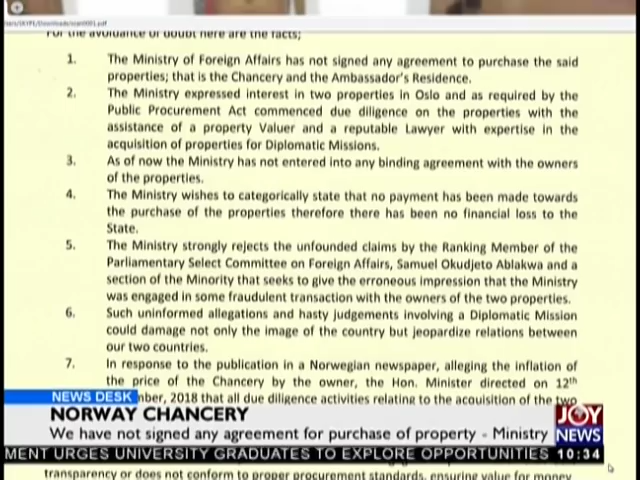 For the avoidance of doubt here are the facts;
1. The Ministry of Foreign Affairs has not signed any agreement to purchase the said
properties; that is the Chancery and the Ambassador's Residence.
2. The Ministry expressed interest in two properties in Oslo and as required by the
Public Procurement Act commenced due diligence on the properties with the
assistance of a property Valuer and a reputable Lawyer with expertise in the
acquisition of properties for Diplomatic Missions.
3. As of now the Ministry has not entered into any binding agreement with the owners
of the properties.
4. The Ministry wishes to categorically state that no payment has been made towards
the purchase of the properties therefore there has been no financial loss to the
State.
5. The Ministry strongly rejects the unfounded claims by the Ranking Member of the
Parliamentary Select Committee on Foreign Affairs, Samuel Okudjeto Ablakwa and a
section of the Minority that seeks to give the erroneous impression that the Ministry
was engaged in some fraudulent transaction with the owners of the two properties.
6. Such uninformed allegations and hasty judgements involving a Diplomatic Mission
could damage not only the image of the country but jeopardize relations between
our two countries.
7. In response to the publication in a Norwegian newspaper, alleging the inflation of
the price of the Chancery by the owner, the Hon. Minister directed on 12th
mber, 2018 that all due diligence activities relating to the acquisition of the two
NEWS DESK
NORWAY CHANCERY
We have not signed any agreement for purchase of property - Ministry
JOY
NEWS
MENT URGES UNIVERSITY GRADUATES TO EXPLORE OPPORTUNITIES
10:34
transparency or does not conform to proper procurement standards, ensuring value for money